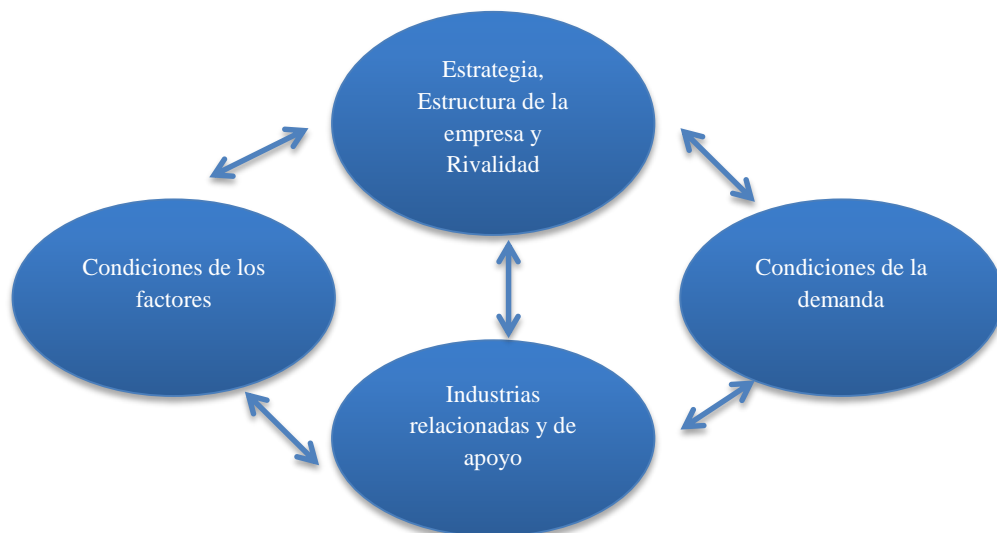 Estrategia,
Estructura de la
empresa y
Rivalidad
Condiciones de los
factores
Condiciones de la
demanda
Industrias
relacionadas y de
apoyo